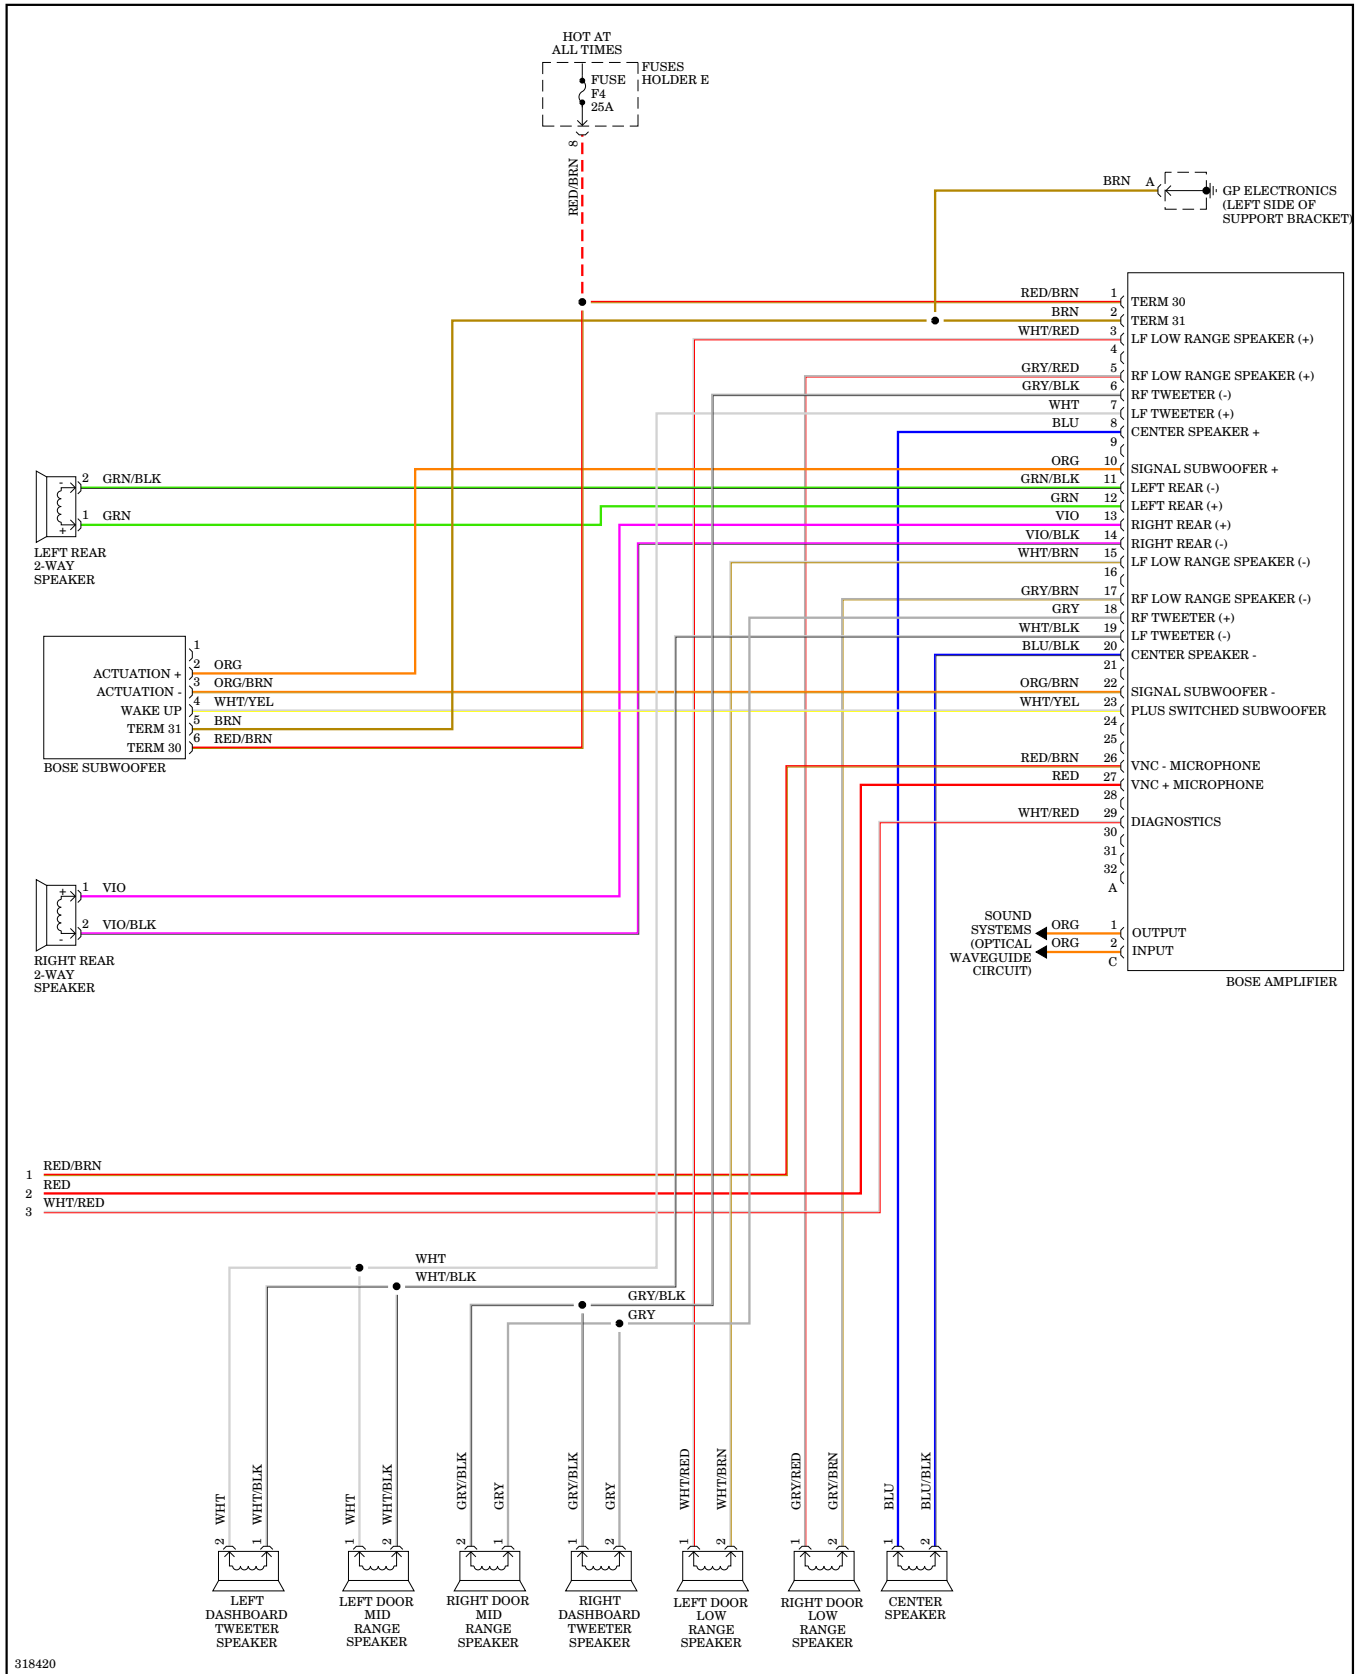 HOT AT
ALL TIMES
FUSES
HOLDER E
FUSE
F4
25A
8
RED/BRN
BRN A
GP ELECTRONICS
(LEFT SIDE OF
SUPPORT BRACKET)
RED/BRN 1 TERM 30
BRN 2 TERM 31
WHT/RED 3 LF LOW RANGE SPEAKER (+)
4
GRY/RED 5 RF LOW RANGE SPEAKER (+)
GRY/BLK 6 RF TWEETER (-)
WHT 7 LF TWEETER (+)
BLU 8 CENTER SPEAKER +
9
ORG 10 SIGNAL SUBWOOFER +
GRN/BLK 11 LEFT REAR (-)
GRN 12 LEFT REAR (+)
VIO 13 RIGHT REAR (+)
VIO/BLK 14 RIGHT REAR (-)
WHT/BRN 15 LF LOW RANGE SPEAKER (-)
16
GRY/BRN 17 RF LOW RANGE SPEAKER (-)
GRY 18 RF TWEETER (+)
WHT/BLK 19 LF TWEETER (-)
BLU/BLK 20 CENTER SPEAKER -
21
ORG/BRN 22 SIGNAL SUBWOOFER -
WHT/YEL 23 PLUS SWITCHED SUBWOOFER
24
25
RED/BRN 26 VNC - MICROPHONE
RED 27 VNC + MICROPHONE
28
WHT/RED 29 DIAGNOSTICS
30
31
32
A
SOUND
SYSTEMS
(OPTICAL
WAVEGUIDE
CIRCUIT)
ORG 1 OUTPUT
ORG 2 INPUT
C
BOSE AMPLIFIER
- 2 GRN/BLK
+ 1 GRN
LEFT REAR
2-WAY
SPEAKER
1
ACTUATION + 2 ORG
ACTUATION - 3 ORG/BRN
WAKE UP 4 WHT/YEL
TERM 31 5 BRN
TERM 30 6 RED/BRN
BOSE SUBWOOFER
+ 1 VIO
- 2 VIO/BLK
RIGHT REAR
2-WAY
SPEAKER
1 RED/BRN
2 RED
3 WHT/RED
WHT
WHT/BLK
GRY/BLK
GRY
2 WHT
1 WHT/BLK
1 WHT
2 WHT/BLK
2 GRY/BLK
1 GRY
1 GRY/BLK
2 GRY
1 WHT/RED
2 WHT/BRN
1 GRY/RED
2 GRY/BRN
1 BLU
2 BLU/BLK
LEFT
DASHBOARD
TWEETER
SPEAKER
LEFT DOOR
MID
RANGE
SPEAKER
RIGHT DOOR
MID
RANGE
SPEAKER
RIGHT
DASHBOARD
TWEETER
SPEAKER
LEFT DOOR
LOW
RANGE
SPEAKER
RIGHT DOOR
LOW
RANGE
SPEAKER
CENTER
SPEAKER
318420